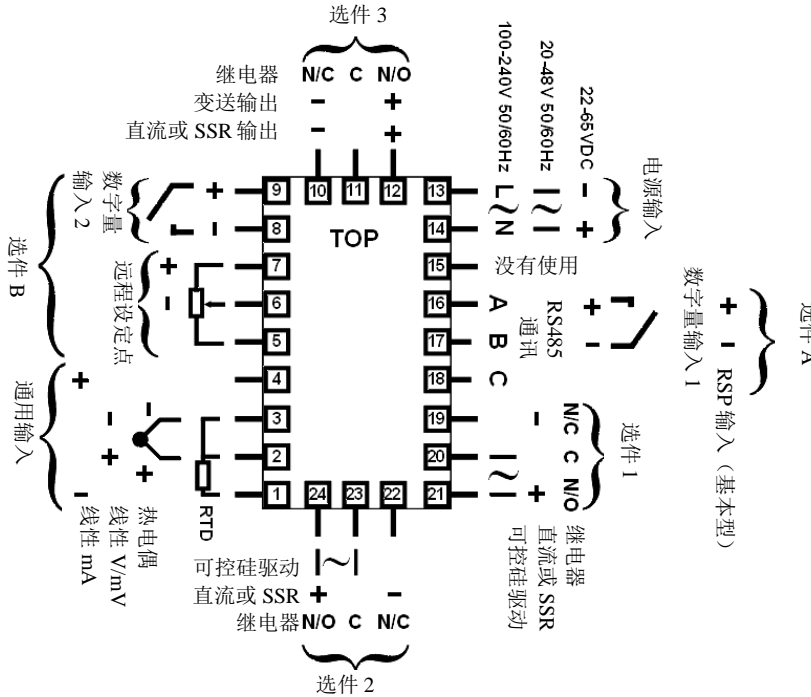 选件 3
继电器 N/C C N/O
变送输出 - +
直流或 SSR 输出 - +
10 11 12
TOP
选件 B
数字量
输入 2
+
-
远程设定点
+
-
通用输入
+
-
+
-
-
+
热电偶
线性 V/mV
线性 mA
RTD
9
8
7
6
5
4
3
2
1
13
14
15
16
17
18
19
20
21
100-240V 50/60Hz
L
N
20-48V 50/60Hz
22-65VDC
-
+
电源输入
没有使用
A
B
C
RS485
通讯
+
-
数字量输入 1
+
-
RSP 输入（基本型）
选件 A
-
+
N/C C N/O
选件 1
继电器
直流或 SSR
可控硅驱动
24 23 22
可控硅驱动
直流或 SSR + -
继电器 N/O C N/C
选件 2